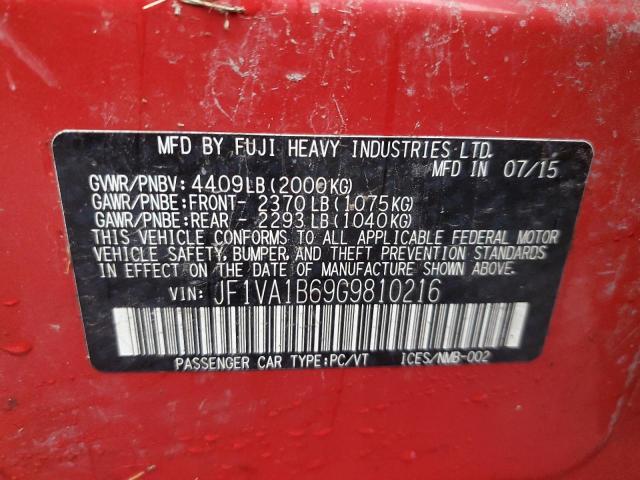 MFD BY FUJI HEAVY INDUSTRIES LTD.
MFD IN 07/15
GVWR/PNBV: 4409LB(2000KG)
GAWR/PNBE:FRONT- 2370LB(1075KG)
GAWR/PNBE:REAR - 2293LB(1040KG)
THIS VEHICLE CONFORMS TO ALL APPLICABLE FEDERAL MOTOR
VEHICLE SAFETY, BUMPER, AND THEFT PREVENTION STANDARDS
IN EFFECT ON THE DATE OF MANUFACTURE SHOWN ABOVE.
VIN: JF1VA1B69G9810216
PASSENGER CAR TYPE:PC/VT ICES/NMB-002